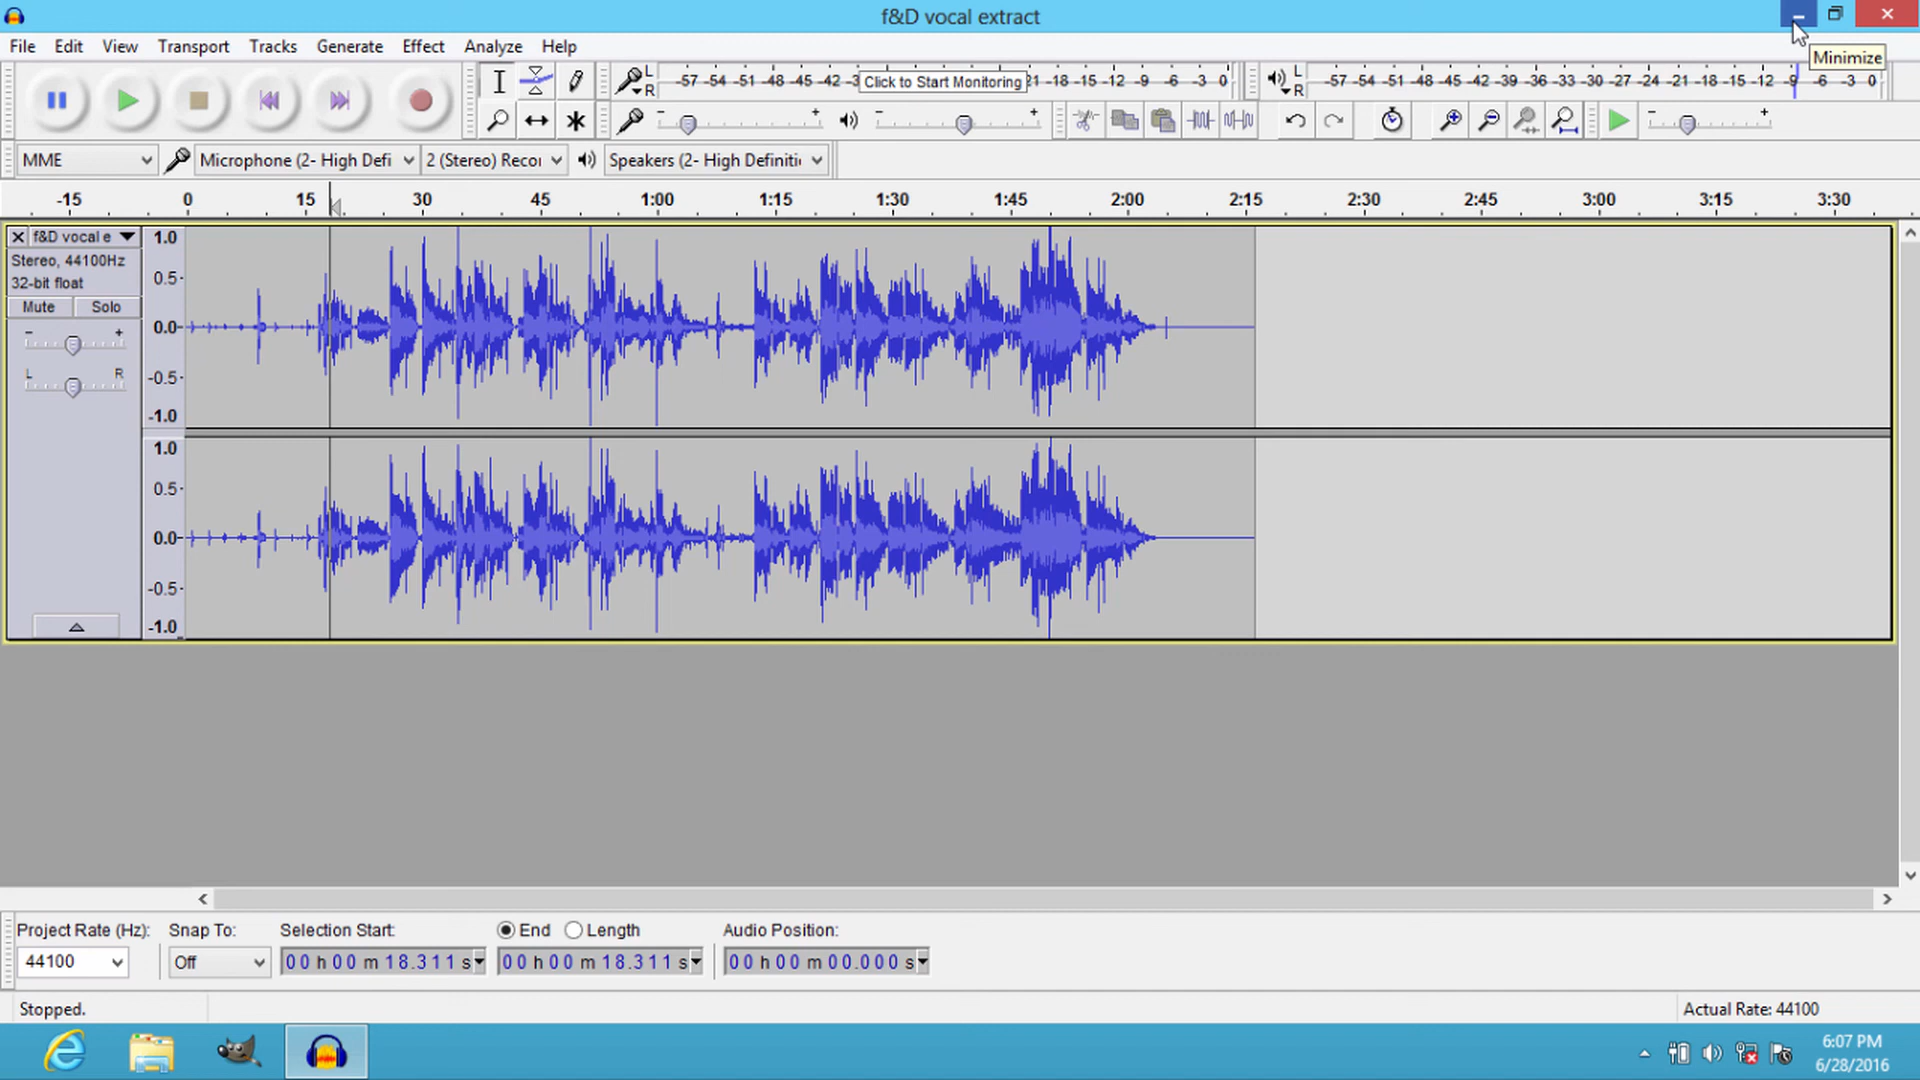 f&D vocal extract
Minimize
File Edit View Transport Tracks Generate Effect Analyze Help
L R -57 -54 -51 -48 -45 -42 -3 Click to Start Monitoring 21 -18 -15 -12 -9 -6 -3 0
L R -57 -54 -51 -48 -45 -42 -39 -36 -33 -30 -27 -24 -21 -18 -15 -12 -9 -6 -3 0
MME Microphone (2- High Defi 2 (Stereo) Recor Speakers (2- High Definiti
-15 0 15 30 45 1:00 1:15 1:30 1:45 2:00 2:15 2:30 2:45 3:00 3:15 3:30
f&D vocal e
Stereo, 44100Hz
32-bit float
Mute Solo
- +
L R
1.0
0.5
0.0
-0.5
-1.0
1.0
0.5
0.0
-0.5
-1.0
Project Rate (Hz): Snap To: Selection Start: End Length Audio Position:
44100 Off 00 h 00 m 18.311 s 00 h 00 m 18.311 s 00 h 00 m 00.000 s
Stopped. Actual Rate: 44100
6:07 PM
6/28/2016